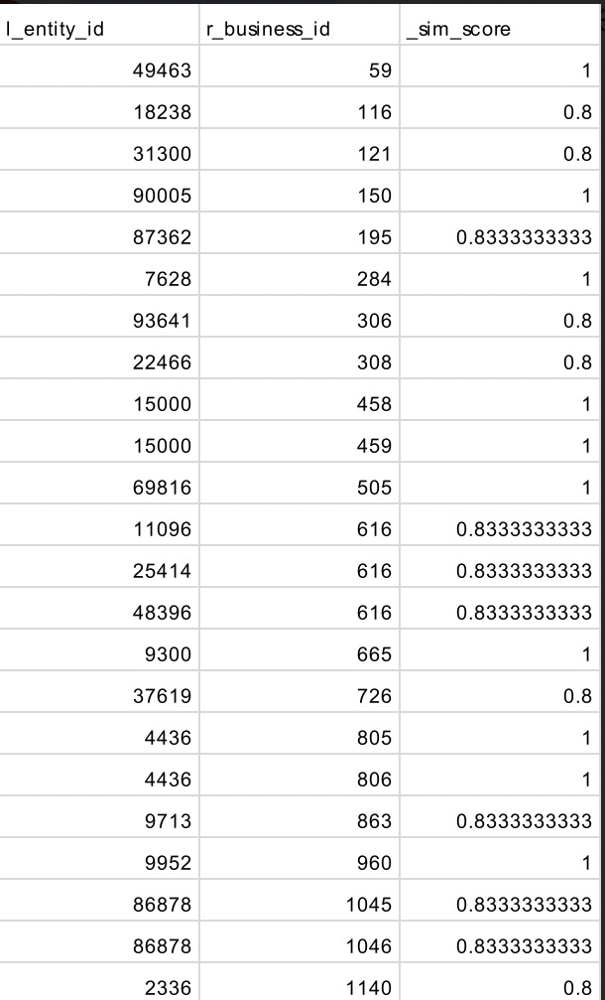 l_entity_id r_business_id _sim_score
49463 59 1
18238 116 0.8
31300 121 0.8
90005 150 1
87362 195 0.8333333333
7628 284 1
93641 306 0.8
22466 308 0.8
15000 458 1
15000 459 1
69816 505 1
11096 616 0.8333333333
25414 616 0.8333333333
48396 616 0.8333333333
9300 665 1
37619 726 0.8
4436 805 1
4436 806 1
9713 863 0.8333333333
9952 960 1
86878 1045 0.8333333333
86878 1046 0.8333333333
2336 1140 0.8